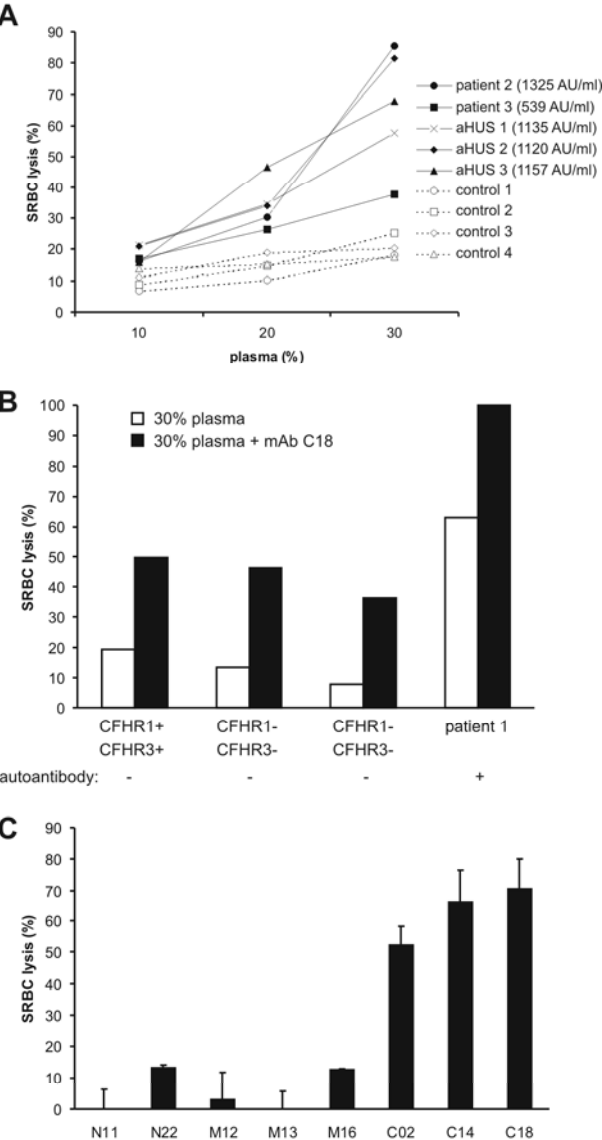 A
90
80
70
60
50
40
30
20
10
0
SRBC lysis (%)
10 20 30
plasma (%)
patient 2 (1325 AU/ml)
patient 3 (539 AU/ml)
aHUS 1 (1135 AU/ml)
aHUS 2 (1120 AU/ml)
aHUS 3 (1157 AU/ml)
control 1
control 2
control 3
control 4
B
100
90
80
70
60
50
40
30
20
10
0
SRBC lysis (%)
30% plasma
30% plasma + mAb C18
CFHR1+ CFHR1- CFHR1- patient 1
CFHR3+ CFHR3- CFHR3-
autoantibody: - - - +
C
90
80
70
60
50
40
30
20
10
0
SRBC lysis (%)
N11 N22 M12 M13 M16 C02 C14 C18